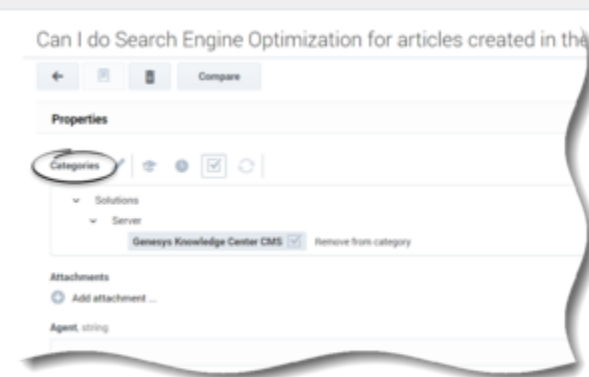 Can I do Search Engine Optimization for articles created in the
Compare
Properties
Categories
Solutions
Server
Genesys Knowledge Center CMS Remove from category
Attachments
Add attachment ...
Agent, string